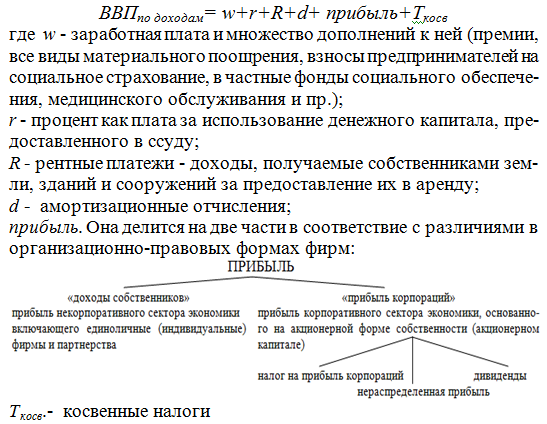 ВВПпо доходам= w+r+R+d+ прибыль+Tкосв
где w - заработная плата и множество дополнений к ней (премии,
все виды материального поощрения, взносы предпринимателей на
социальное страхование, в частные фонды социального обеспече-
ния, медицинского обслуживания и пр.);
r - процент как плата за использование денежного капитала, пре-
доставленного в ссуду;
R - рентные платежи - доходы, получаемые собственниками зем-
ли, зданий и сооружений за предоставление их в аренду;
d - амортизационные отчисления;
прибыль. Она делится на две части в соответствие с различиями в
организационно-правовых формах фирм:
ПРИБЫЛЬ
«доходы собственников»
прибыль некорпоративного сектора экономики
включающего единоличные (индивидуальные)
фирмы и партнерства
«прибыль корпораций»
прибыль корпоративного сектора экономики, основанно-
го на акционерной форме собственности (акционерном
капитале)
налог на прибыль корпораций
нераспределенная прибыль
дивиденды
Tкосв.- косвенные налоги